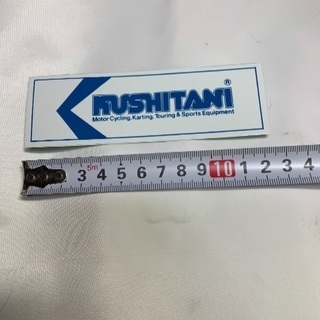 KUSHITANI®
Motor Cycling, Karting, Touring & Sports Equipment
3 5m 4 5 6 7 8 9 10 1 2 3 4